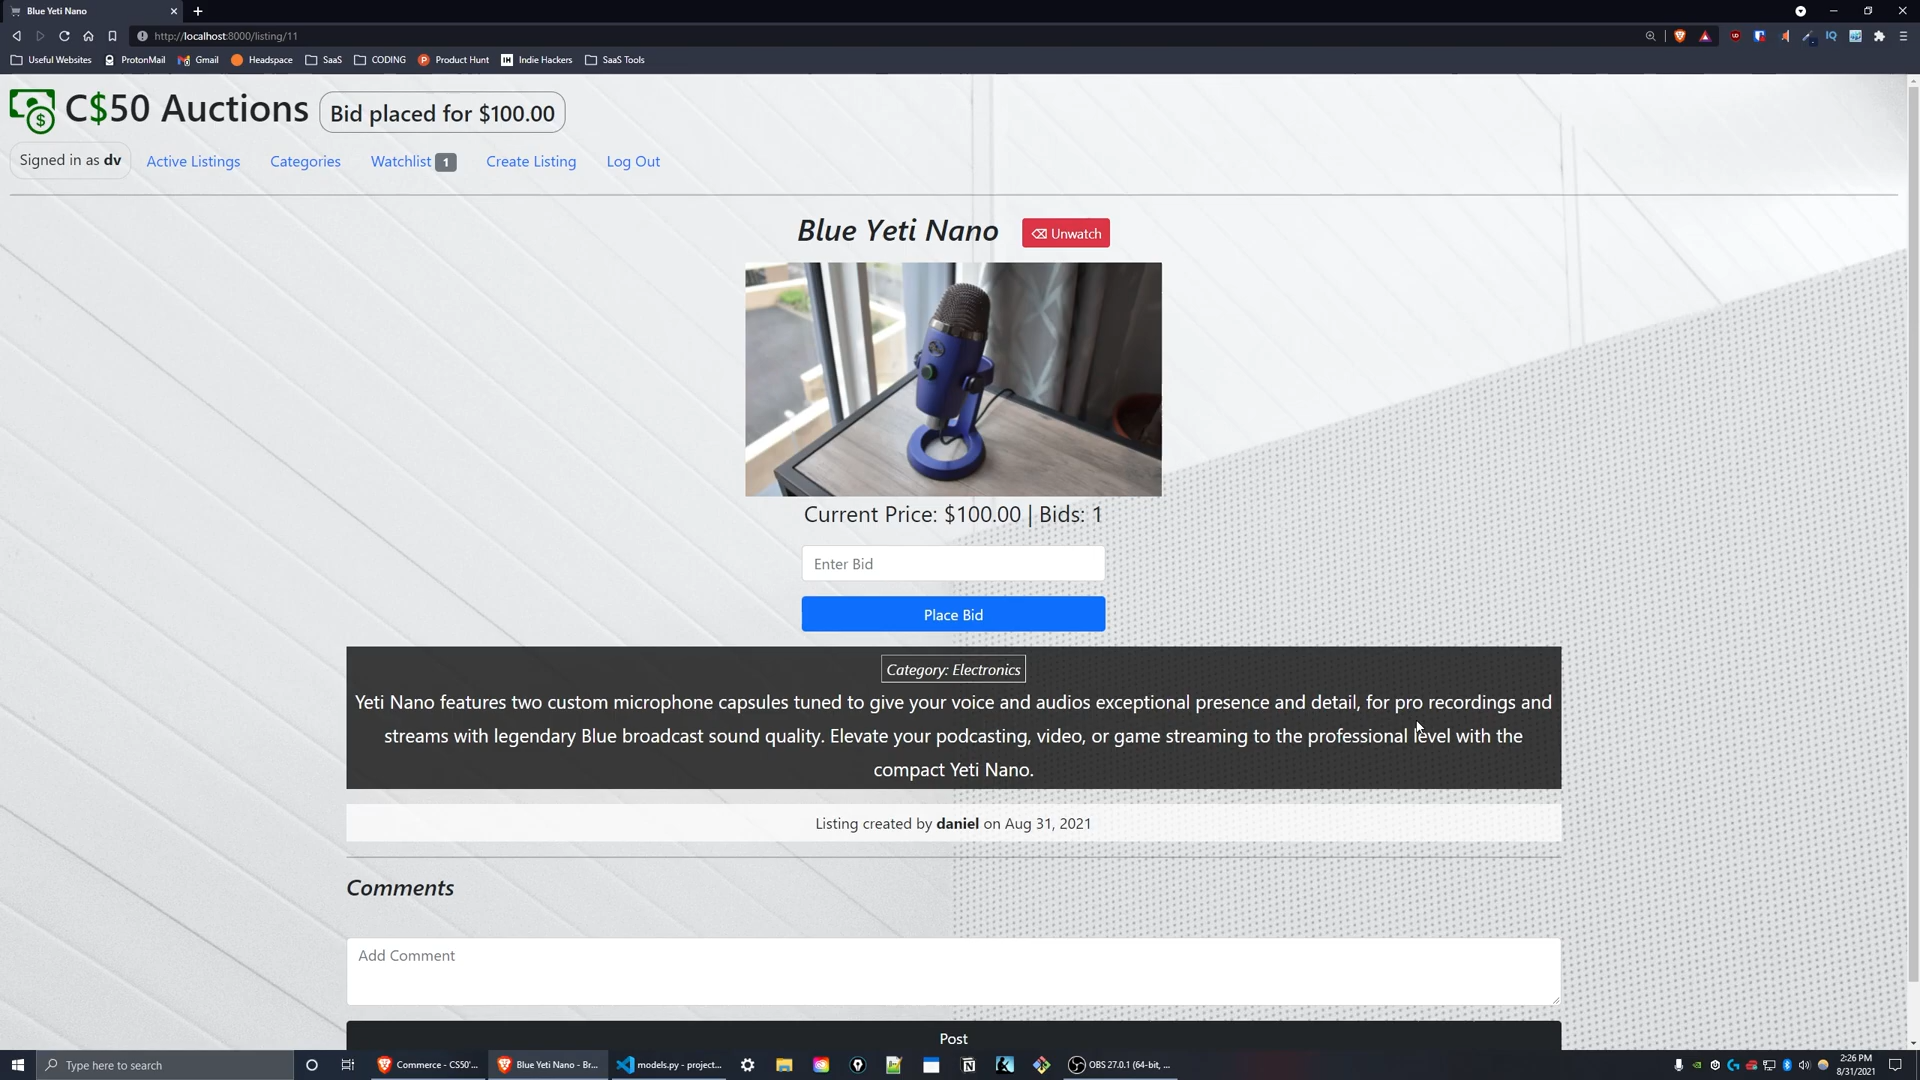 Blue Yeti Nano
http://localhost:8000/listing/11
Useful Websites
ProtonMail
Gmail
Headspace
SaaS
CODING
Product Hunt
Indie Hackers
SaaS Tools
C$50 Auctions
Bid placed for $100.00
Signed in as dv
Active Listings
Categories
Watchlist 1
Create Listing
Log Out
Blue Yeti Nano
Unwatch
Current Price: $100.00 | Bids: 1
Enter Bid
Place Bid
Category: Electronics
Yeti Nano features two custom microphone capsules tuned to give your voice and audios exceptional presence and detail, for pro recordings and
streams with legendary Blue broadcast sound quality. Elevate your podcasting, video, or game streaming to the professional level with the
compact Yeti Nano.
Listing created by daniel on Aug 31, 2021
Comments
Add Comment
Post
Type here to search
Commerce - CS50'...
Blue Yeti Nano - Br...
models.py - project...
OBS 27.0.1 (64-bit, ...
2:26 PM
8/31/2021